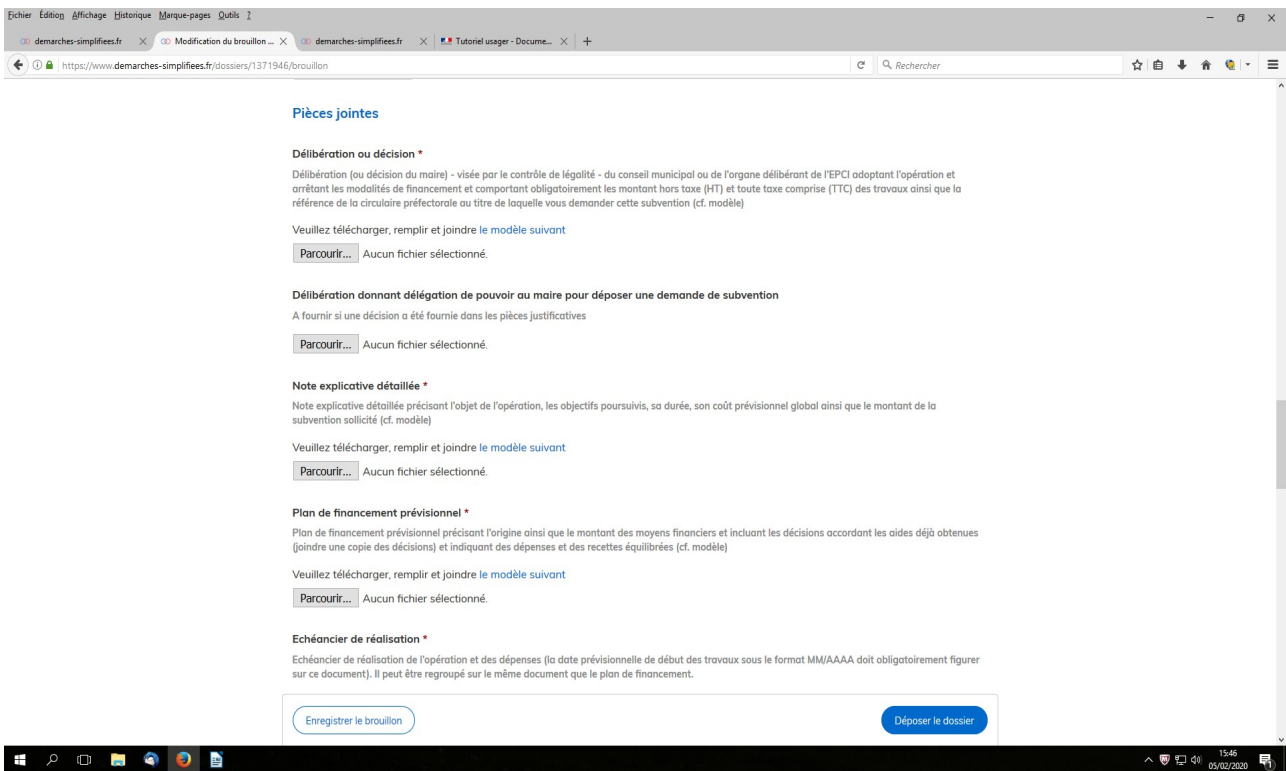 Fichier Édition Affichage Historique Marque-pages Outils ?
demarches-simplifiees.fr
Modification du brouillon ...
demarches-simplifiees.fr
Tutoriel usager - Docume...
https://www.demarches-simplifiees.fr/dossiers/1371946/brouillon
Rechercher
Pièces jointes
Délibération ou décision *
Délibération (ou décision du maire) - visée par le contrôle de légalité - du conseil municipal ou de l'organe délibérant de l'EPCI adoptant l'opération et
arrêtant les modalités de financement et comportant obligatoirement les montant hors taxe (HT) et toute taxe comprise (TTC) des travaux ainsi que la
référence de la circulaire préfectorale au titre de laquelle vous demander cette subvention (cf. modèle)
Veuillez télécharger, remplir et joindre le modèle suivant
Parcourir... Aucun fichier sélectionné.
Délibération donnant délégation de pouvoir au maire pour déposer une demande de subvention
A fournir si une décision a été fournie dans les pièces justificatives
Parcourir... Aucun fichier sélectionné.
Note explicative détaillée *
Note explicative détaillée précisant l'objet de l'opération, les objectifs poursuivis, sa durée, son coût prévisionnel global ainsi que le montant de la
subvention sollicité (cf. modèle)
Veuillez télécharger, remplir et joindre le modèle suivant
Parcourir... Aucun fichier sélectionné.
Plan de financement prévisionnel *
Plan de financement prévisionnel précisant l'origine ainsi que le montant des moyens financiers et incluant les décisions accordant les aides déjà obtenues
(joindre une copie des décisions) et indiquant des dépenses et des recettes équilibrées (cf. modèle)
Veuillez télécharger, remplir et joindre le modèle suivant
Parcourir... Aucun fichier sélectionné.
Echéancier de réalisation *
Echéancier de réalisation de l'opération et des dépenses (la date prévisionnelle de début des travaux sous le format MM/AAAA doit obligatoirement figurer
sur ce document). Il peut être regroupé sur le même document que le plan de financement.
Enregistrer le brouillon
Déposer le dossier
15:46
05/02/2020